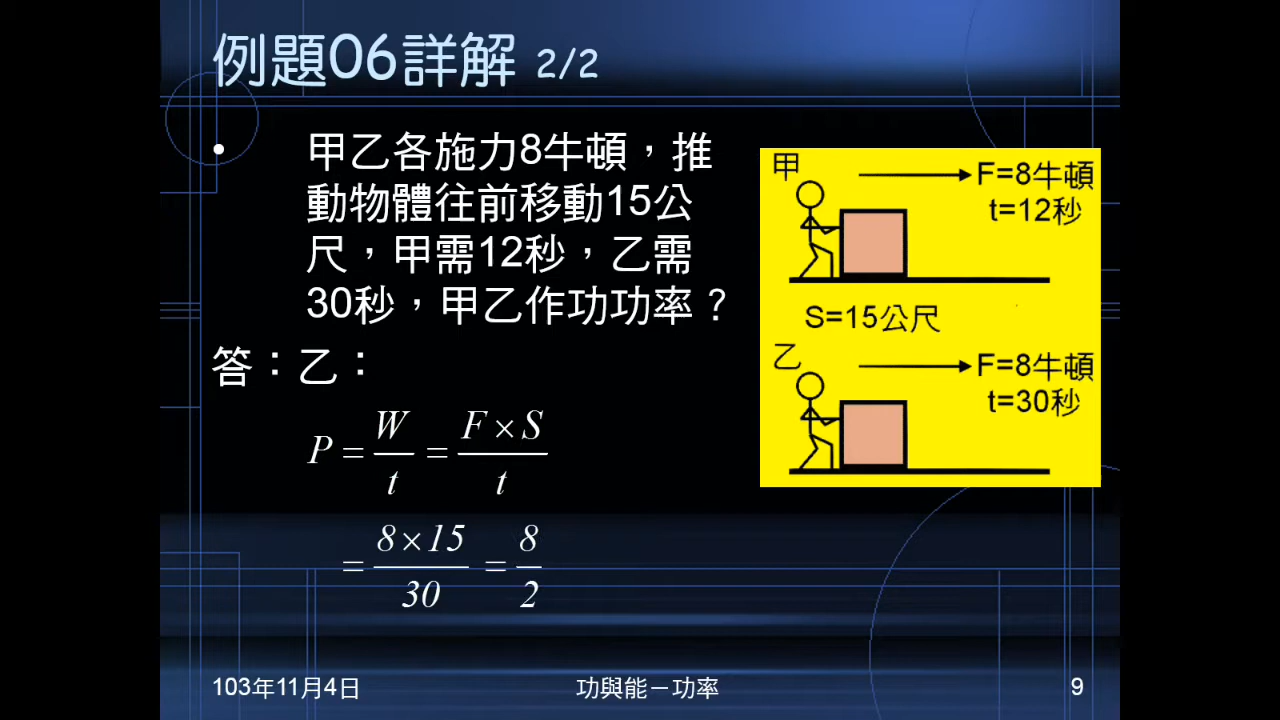 例題06詳解 2/2
• 甲乙各施力8牛頓，推
動物體往前移動15公
尺，甲需12秒，乙需
30秒，甲乙作功功率？
答：乙：
P = W/t = F×S/t
= 8×15/30 = 8/2
甲
F=8牛頓
t=12秒
S=15公尺
乙
F=8牛頓
t=30秒
103年11月4日
功與能－功率
9